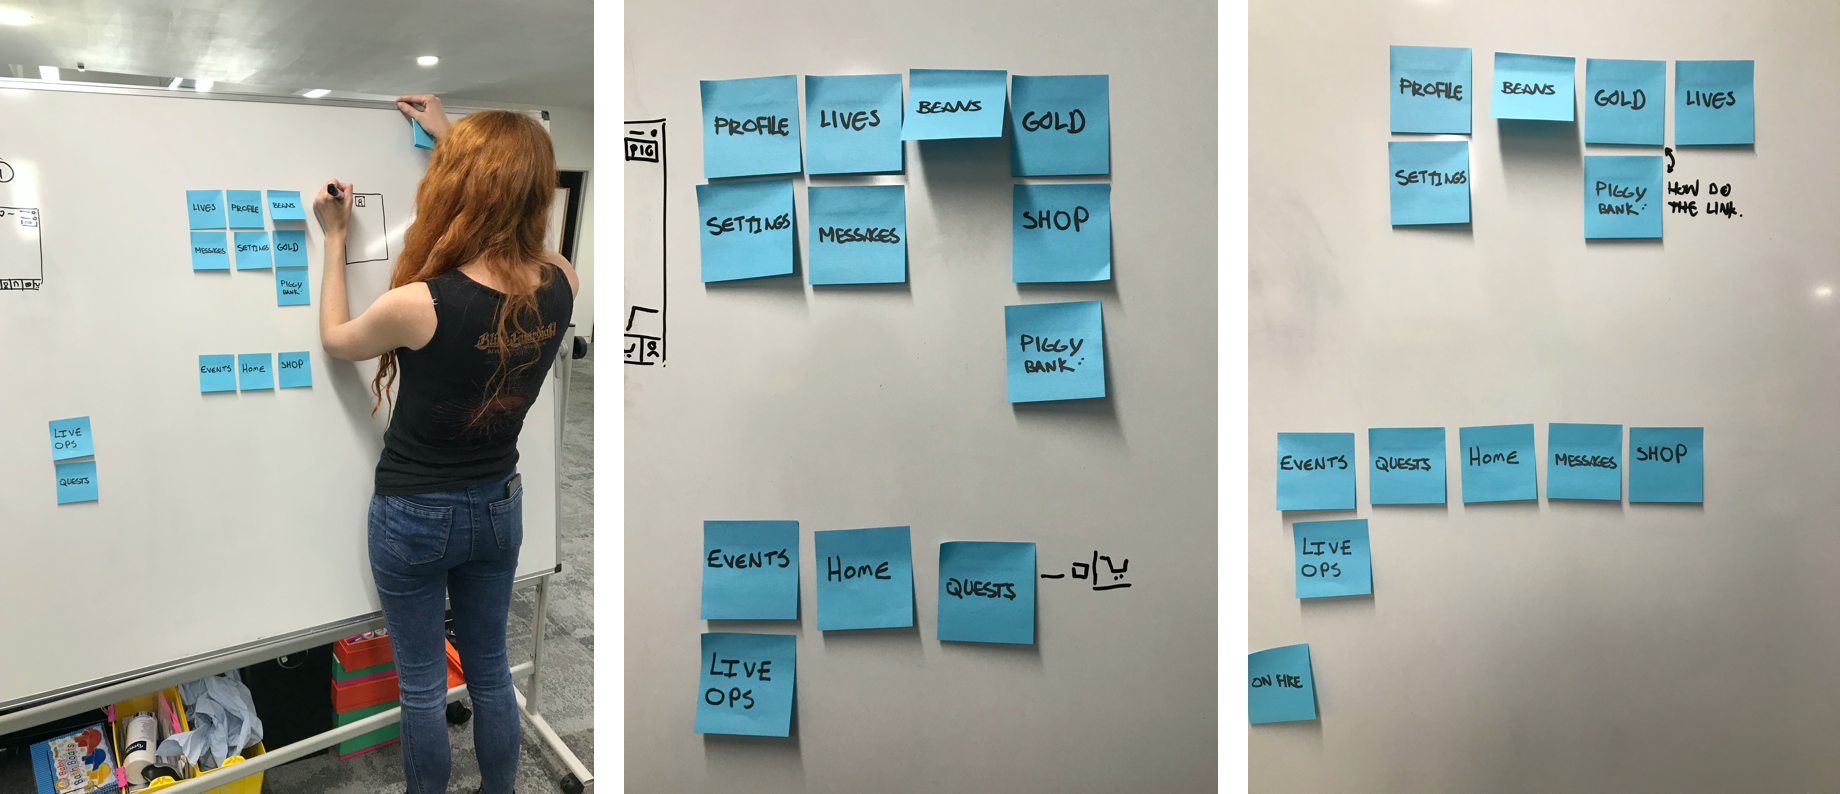 LIVES
PROFILE
BEANS
MESSAGES
SETTINGS
GOLD
PIGGY
BANK
EVENTS
HOME
SHOP
LIVE
OPS
QUESTS
R
PIG
PROFILE
LIVES
BEANS
GOLD
SETTINGS
MESSAGES
SHOP
PIGGY
BANK
EVENTS
HOME
QUESTS
LIVE
OPS
PROFILE
BEANS
GOLD
LIVES
SETTINGS
PIGGY
BANK
HOW DO
THE LINK.
EVENTS
QUESTS
HOME
MESSAGES
SHOP
LIVE
OPS
ON FIRE